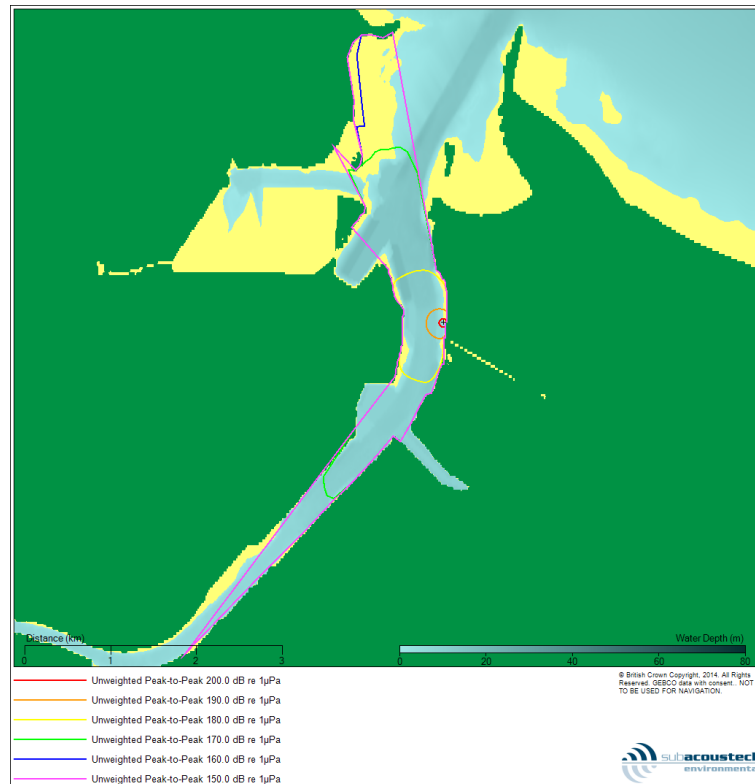 Distance (km)
0 1 2 3
Water Depth (m)
0 20 40 60 80
Unweighted Peak-to-Peak 200.0 dB re 1µPa
Unweighted Peak-to-Peak 190.0 dB re 1µPa
Unweighted Peak-to-Peak 180.0 dB re 1µPa
Unweighted Peak-to-Peak 170.0 dB re 1µPa
Unweighted Peak-to-Peak 160.0 dB re 1µPa
Unweighted Peak-to-Peak 150.0 dB re 1µPa
© British Crown Copyright, 2014. All Rights
Reserved. GEBCO data with consent.. NOT
TO BE USED FOR NAVIGATION.
subacoustech
environmental